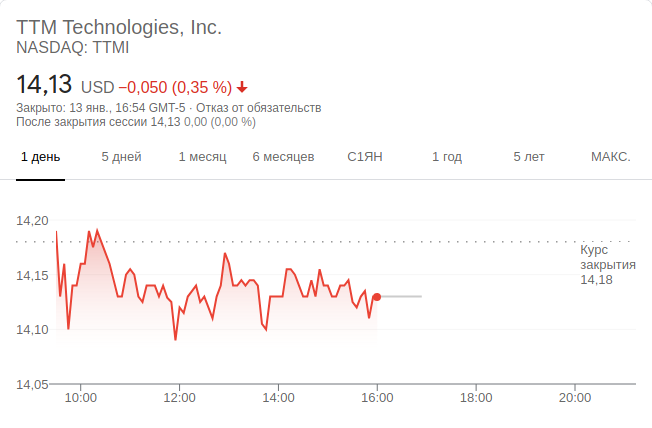 TTM Technologies, Inc.
NASDAQ: TTMI
14,13 USD −0,050 (0,35 %)
Закрыто: 13 янв., 16:54 GMT-5 · Отказ от обязательств
После закрытия сессии 14,13 0,00 (0,00 %)
1 день 5 дней 1 месяц 6 месяцев С1ЯН 1 год 5 лет МАКС.
14,20
Курс
закрытия
14,18
14,15
14,10
14,05
10:00 12:00 14:00 16:00 18:00 20:00